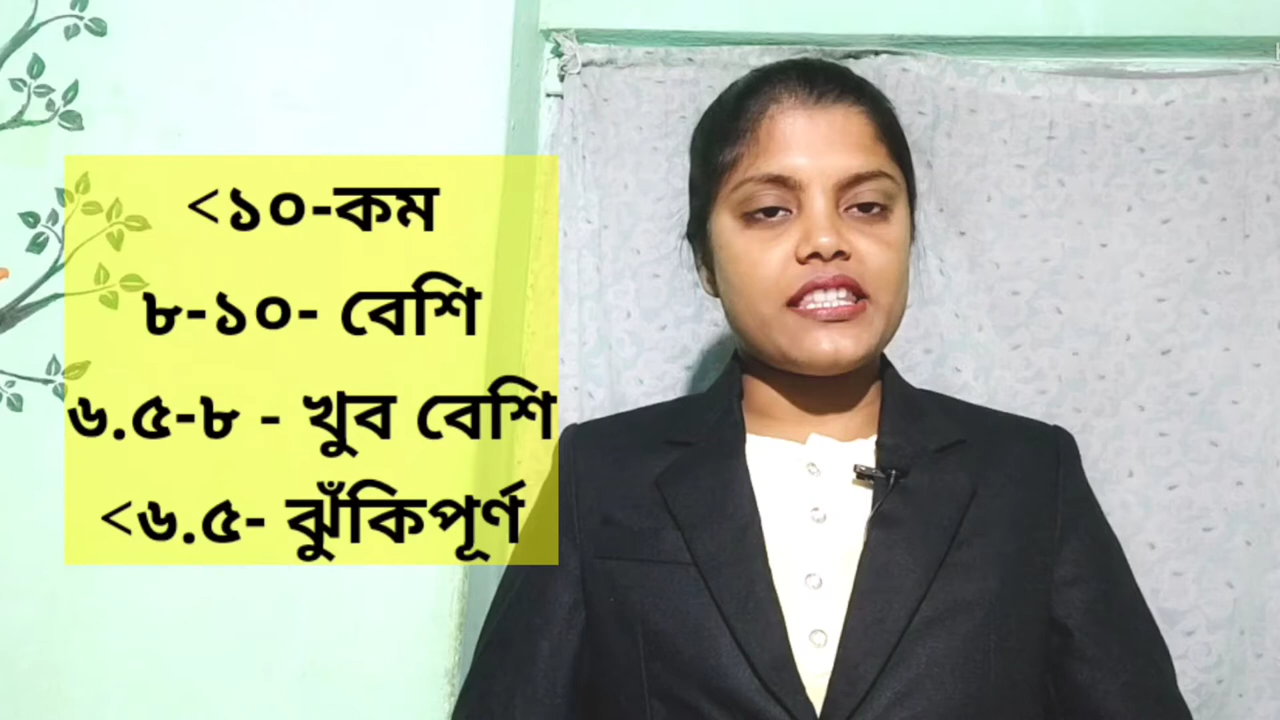 <১০-কম
৮-১০- বেশি
৬.৫-৮ - খুব বেশি
<৬.৫- ঝুঁকিপূর্ণ